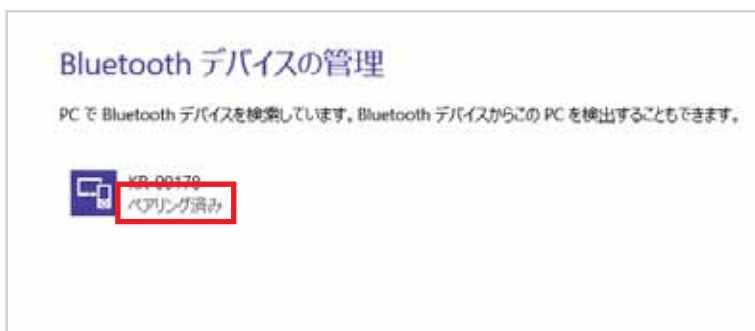 Bluetooth デバイスの管理
PC で Bluetooth デバイスを検索しています。Bluetooth デバイスからこの PC を検出することもできます。
KR-00178
ペアリング済み